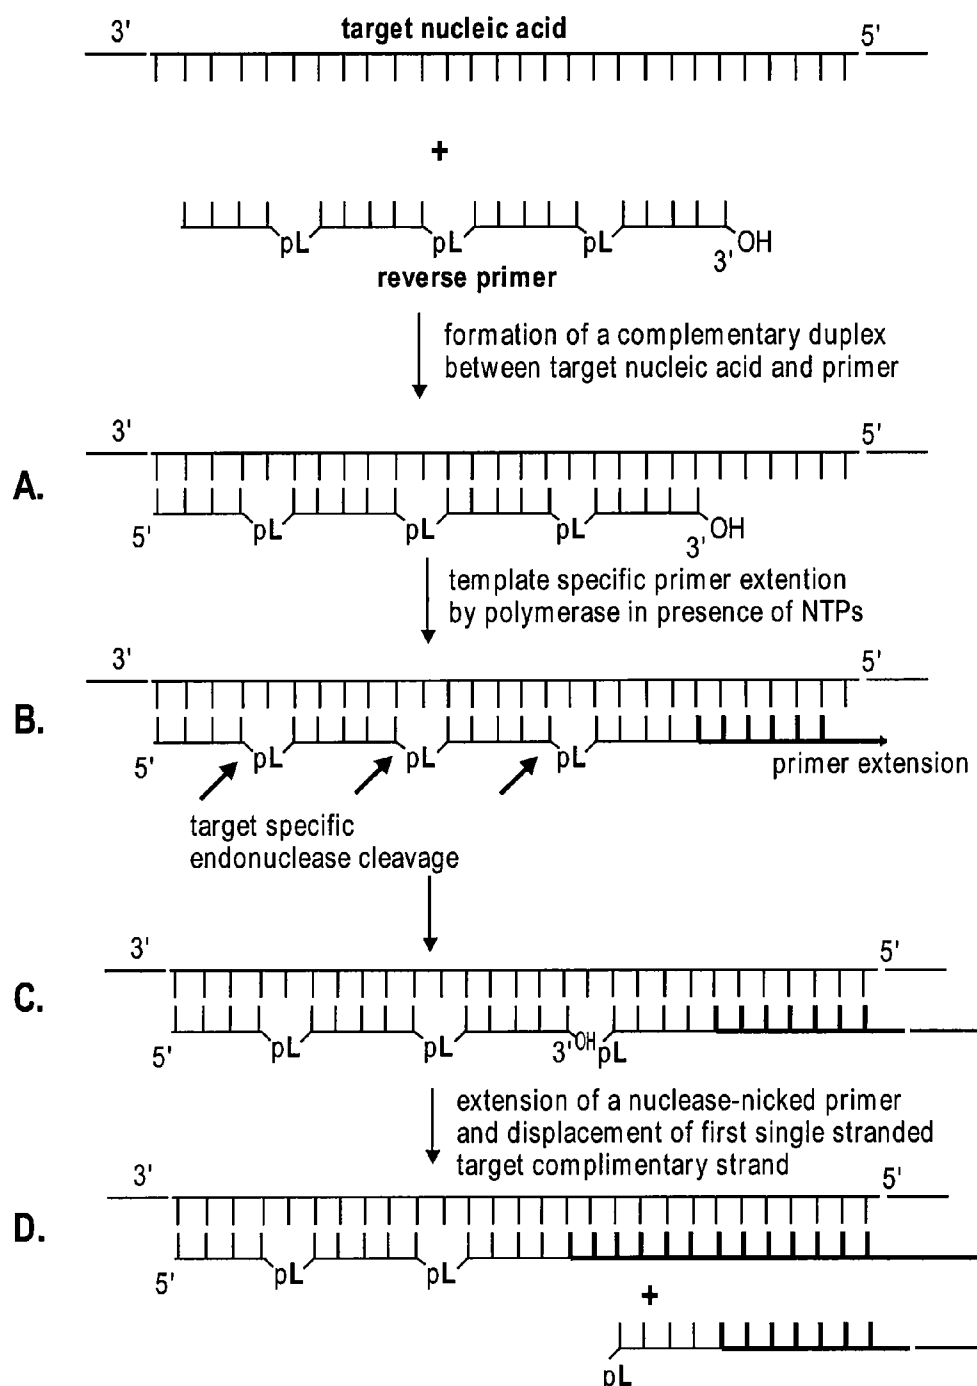 target nucleic acid
3' 5'
+
pL pL pL OH
3'
reverse primer
formation of a complementary duplex
between target nucleic acid and primer
3' 5'
A.
5' pL pL pL 3' OH
template specific primer extention
by polymerase in presence of NTPs
3' 5'
B.
5' pL pL pL primer extension
target specific
endonuclease cleavage
3' 5'
C.
5' pL pL 3' OH pL
extension of a nuclease-nicked primer
and displacement of first single stranded
target complimentary strand
3' 5'
D.
5' pL pL
+
pL